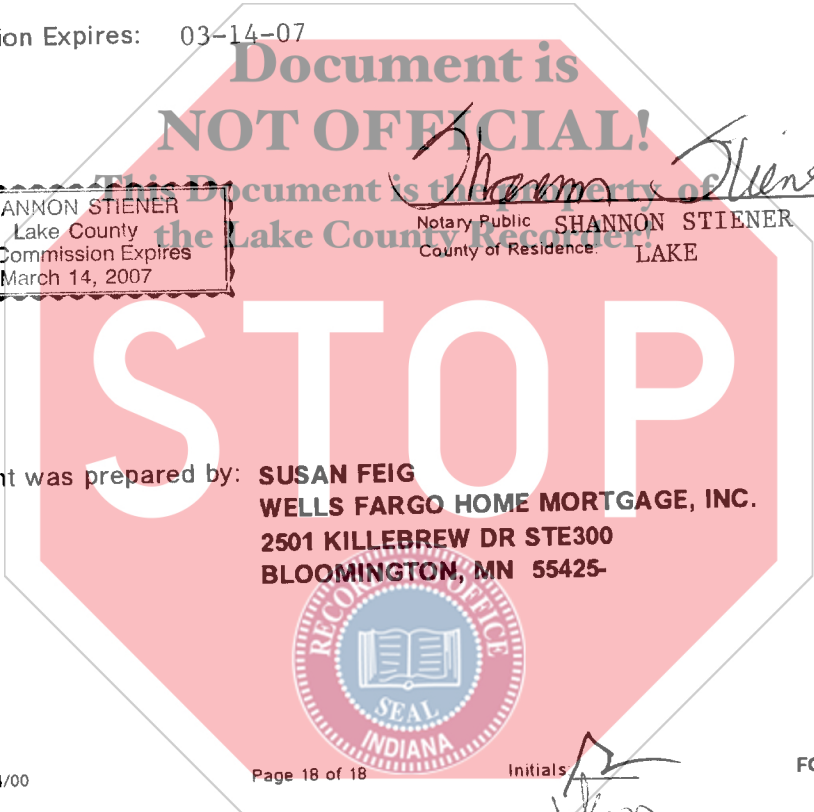 ion Expires: 03-14-07
Document is
NOT OFFICIAL!
This Document is the property of
the Lake County Recorder!
ANNON STIENER
Lake County
Commission Expires
March 14, 2007
Notary Public SHANNON STIENER
County of Residence: LAKE
STOP
nt was prepared by: SUSAN FEIG
WELLS FARGO HOME MORTGAGE, INC.
2501 KILLEBREW DR STE300
BLOOMINGTON, MN 55425-
RECORDER OFFICE
SEAL
INDIANA
/00
Page 18 of 18
Initials:
FO